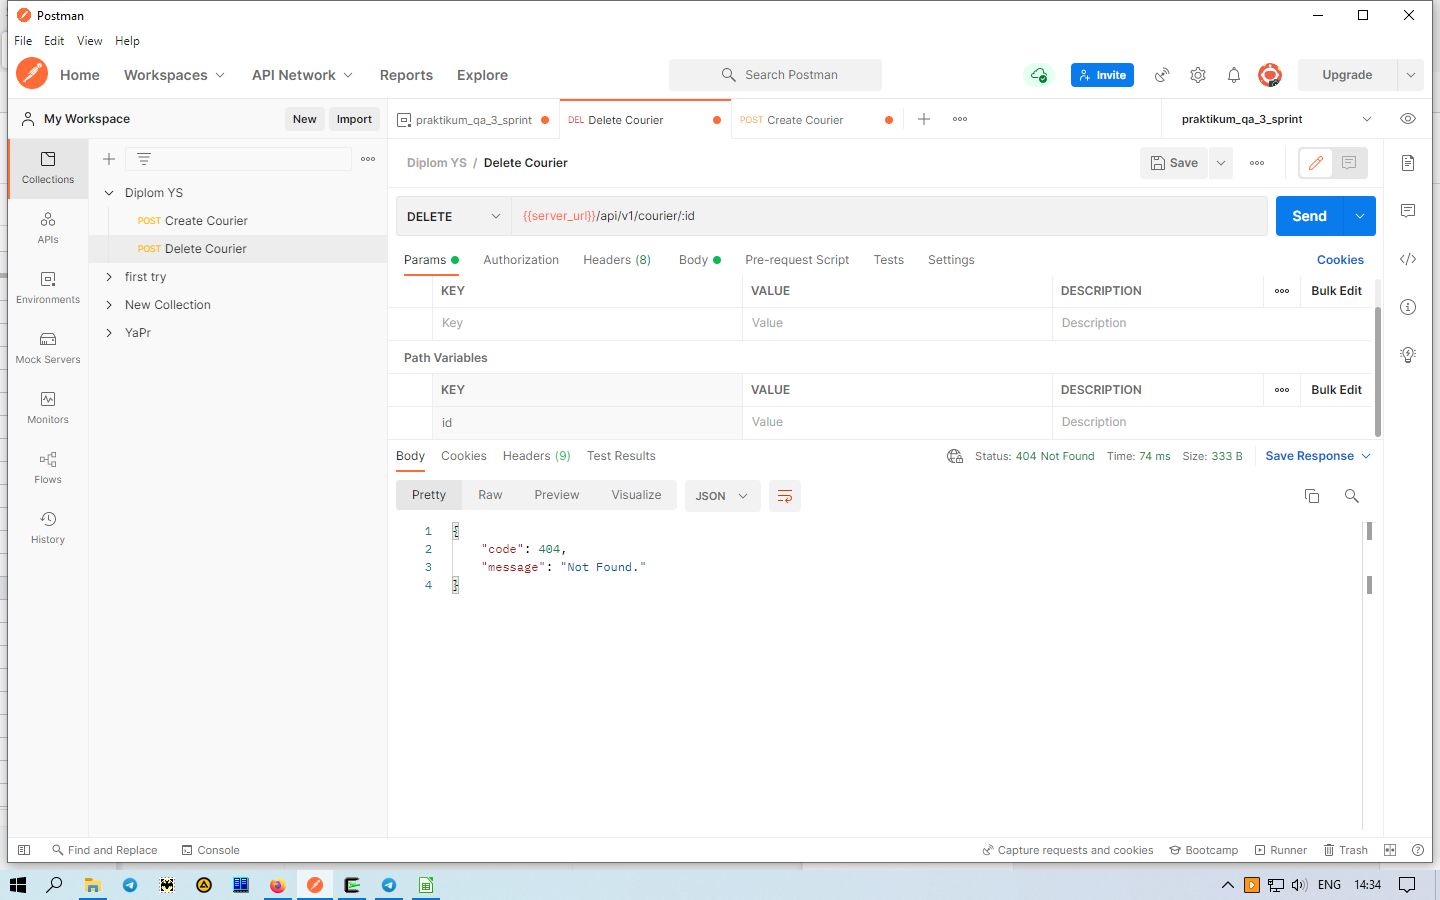 Postman
File Edit View Help
Home Workspaces API Network Reports Explore Search Postman Invite Upgrade
My Workspace New Import
praktikum_qa_3_sprint DEL Delete Courier POST Create Courier praktikum_qa_3_sprint
Collections
APIs
Environments
Mock Servers
Monitors
Flows
History
Diplom YS
POST Create Courier
POST Delete Courier
first try
New Collection
YaPr
Diplom YS / Delete Courier Save
DELETE {{server_url}}/api/v1/courier/:id Send
Params Authorization Headers (8) Body Pre-request Script Tests Settings Cookies
KEY VALUE DESCRIPTION Bulk Edit
Key Value Description
Path Variables
KEY VALUE DESCRIPTION Bulk Edit
id Value Description
Body Cookies Headers (9) Test Results Status: 404 Not Found Time: 74 ms Size: 333 B Save Response
Pretty Raw Preview Visualize JSON
1 {
2 "code": 404,
3 "message": "Not Found."
4 }
Find and Replace Console Capture requests and cookies Bootcamp Runner Trash
ENG 14:34